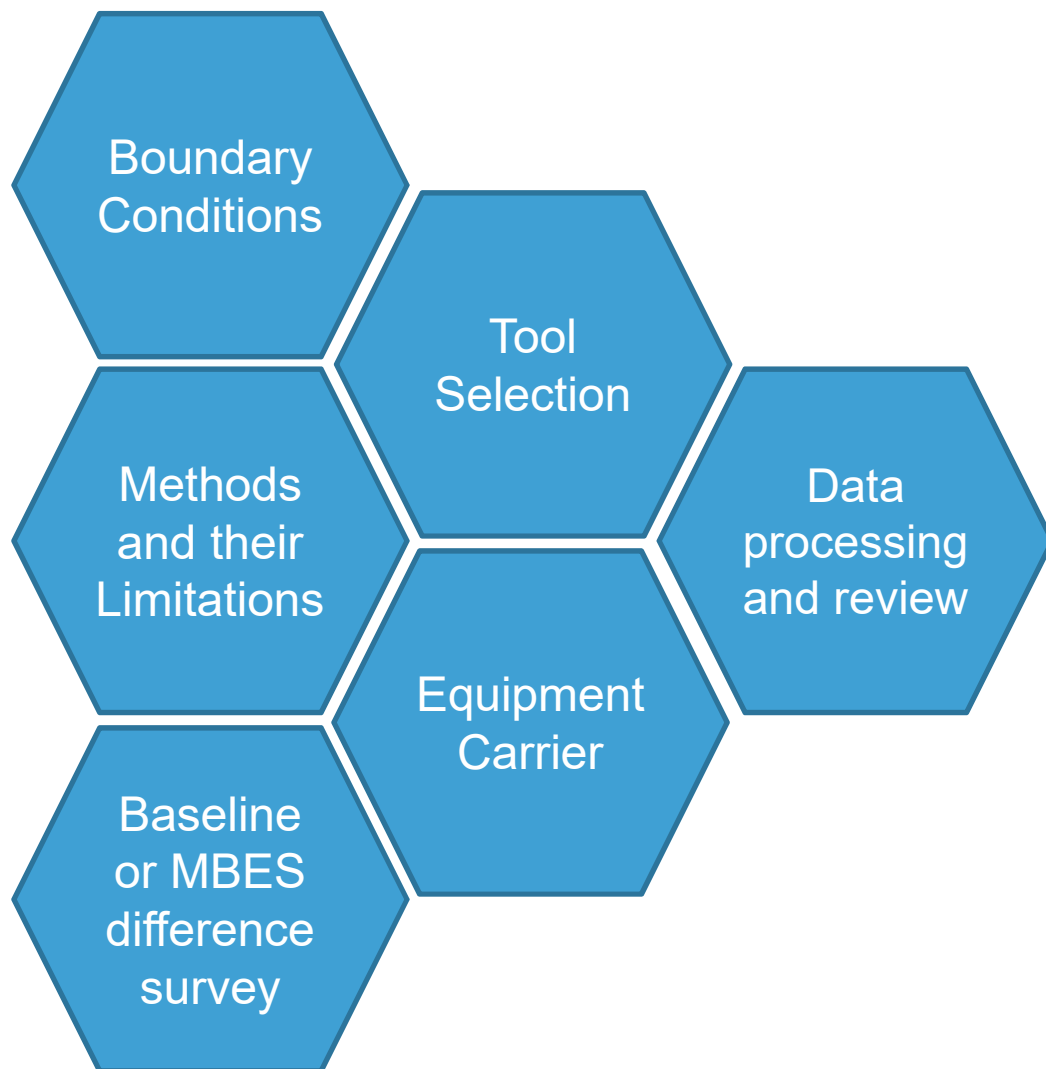 Boundary
Conditions
Tool
Selection
Methods
and their
Limitations
Data
processing
and review
Equipment
Carrier
Baseline
or MBES
difference
survey